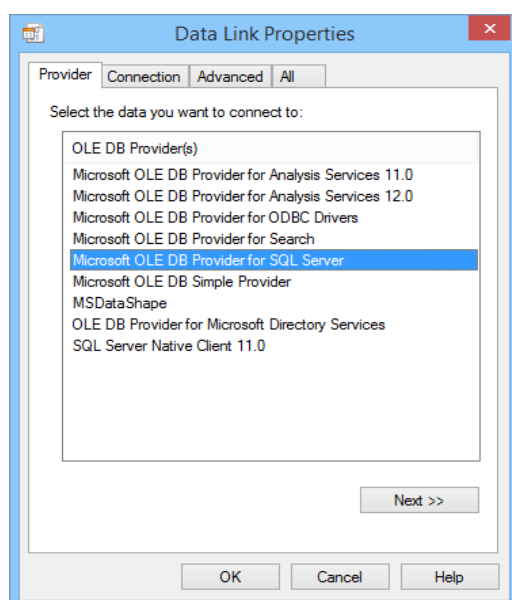 Data Link Properties
Provider
Connection
Advanced
All
Select the data you want to connect to:
OLE DB Provider(s)
Microsoft OLE DB Provider for Analysis Services 11.0
Microsoft OLE DB Provider for Analysis Services 12.0
Microsoft OLE DB Provider for ODBC Drivers
Microsoft OLE DB Provider for Search
Microsoft OLE DB Provider for SQL Server
Microsoft OLE DB Simple Provider
MSDataShape
OLE DB Provider for Microsoft Directory Services
SQL Server Native Client 11.0
Next >>
OK
Cancel
Help